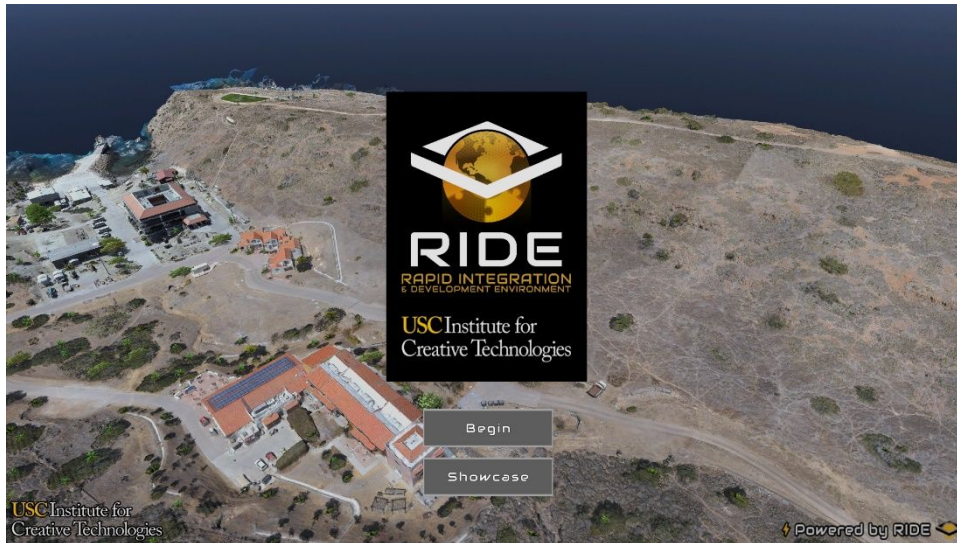 RIDE
RAPID INTEGRATION
& DEVELOPMENT ENVIRONMENT
USC Institute for
Creative Technologies
Begin
Showcase
USC Institute for
Creative Technologies
Powered by RIDE